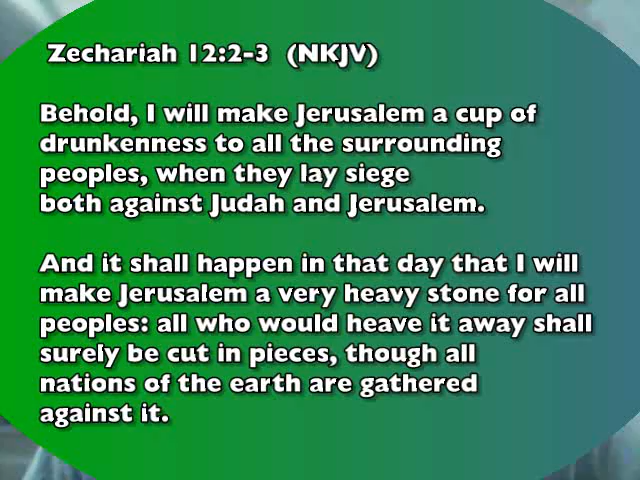 Zechariah 12:2-3 (NKJV)
Behold, I will make Jerusalem a cup of
drunkenness to all the surrounding
peoples, when they lay siege
both against Judah and Jerusalem.
And it shall happen in that day that I will
make Jerusalem a very heavy stone for all
peoples: all who would heave it away shall
surely be cut in pieces, though all
nations of the earth are gathered
against it.